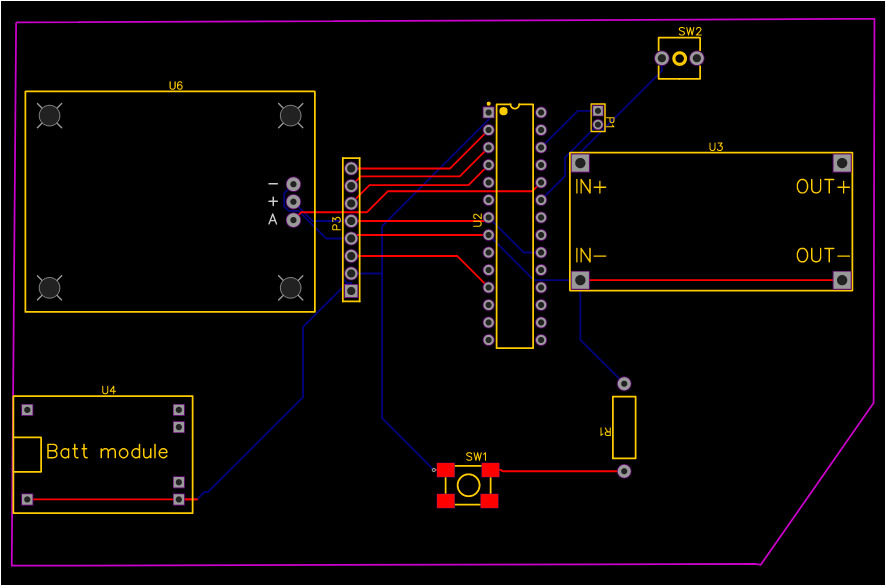 SW2
U6
P1
U3
IN+
OUT+
−
+
A
P3
U2
IN−
OUT−
U4
Batt module
R1
SW1